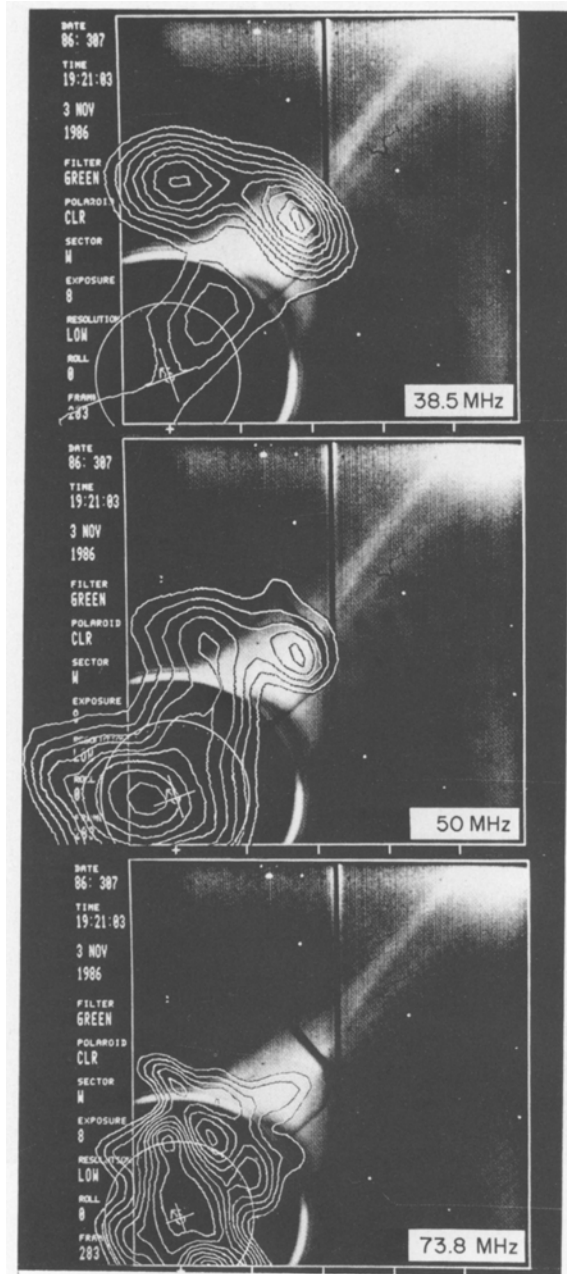 DATE
86: 307
TIME
19:21:03
3 NOV
1986
FILTER
GREEN
POLAROID
CLR
SECTOR
W
EXPOSURE
8
RESOLUTION
LOW
ROLL
0
FRAME
283
38.5 MHz
DATE
86: 307
TIME
19:21:03
3 NOV
1986
FILTER
GREEN
POLAROID
CLR
SECTOR
W
EXPOSURE
LOW
ROLL
0
50 MHz
DATE
86: 307
TIME
19:21:03
3 NOV
1986
FILTER
GREEN
POLAROID
CLR
SECTOR
W
EXPOSURE
8
RESOLUTION
LOW
ROLL
0
283
73.8 MHz